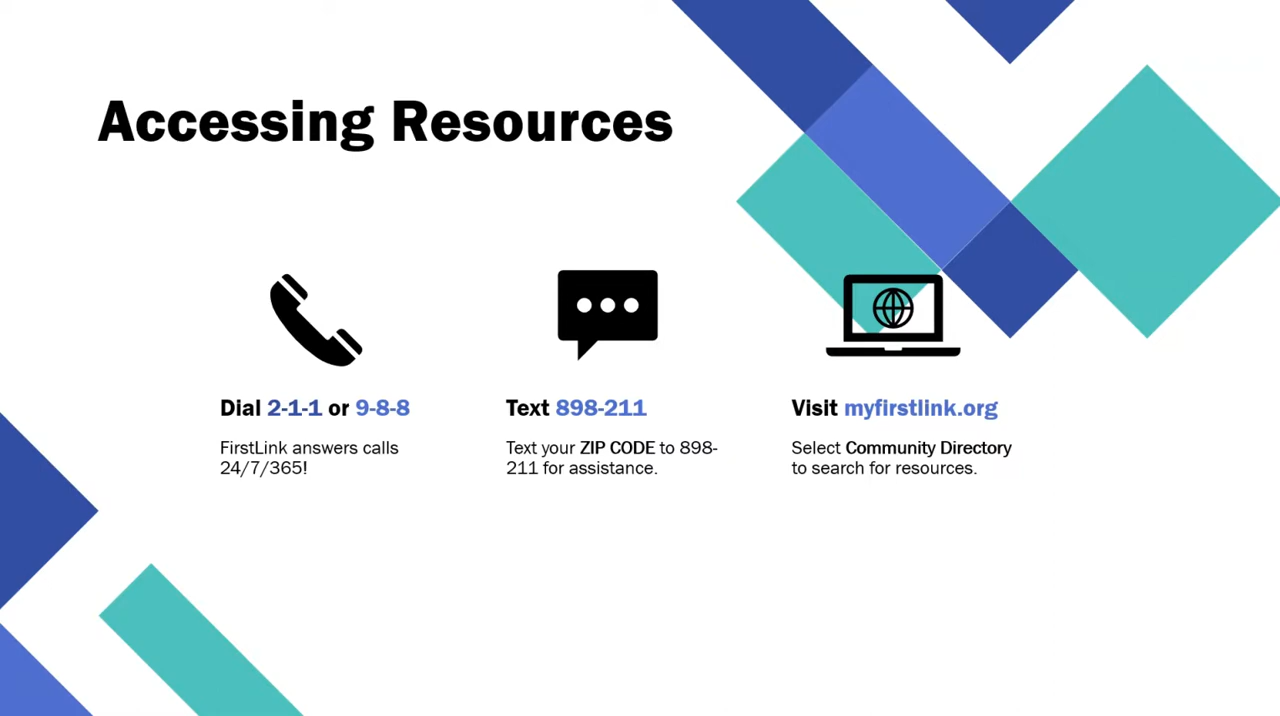 Accessing Resources
Dial 2-1-1 or 9-8-8
FirstLink answers calls
24/7/365!
Text 898-211
Text your ZIP CODE to 898-
211 for assistance.
Visit myfirstlink.org
Select Community Directory
to search for resources.